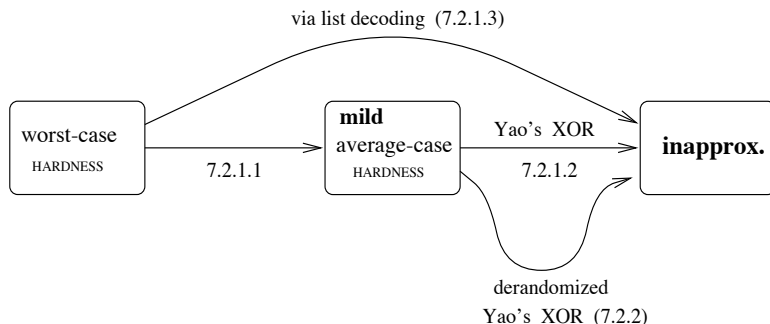 via list decoding (7.2.1.3)
worst-case
HARDNESS
7.2.1.1
mild
average-case
HARDNESS
Yao's XOR
7.2.1.2
inapprox.
derandomized
Yao's XOR (7.2.2)